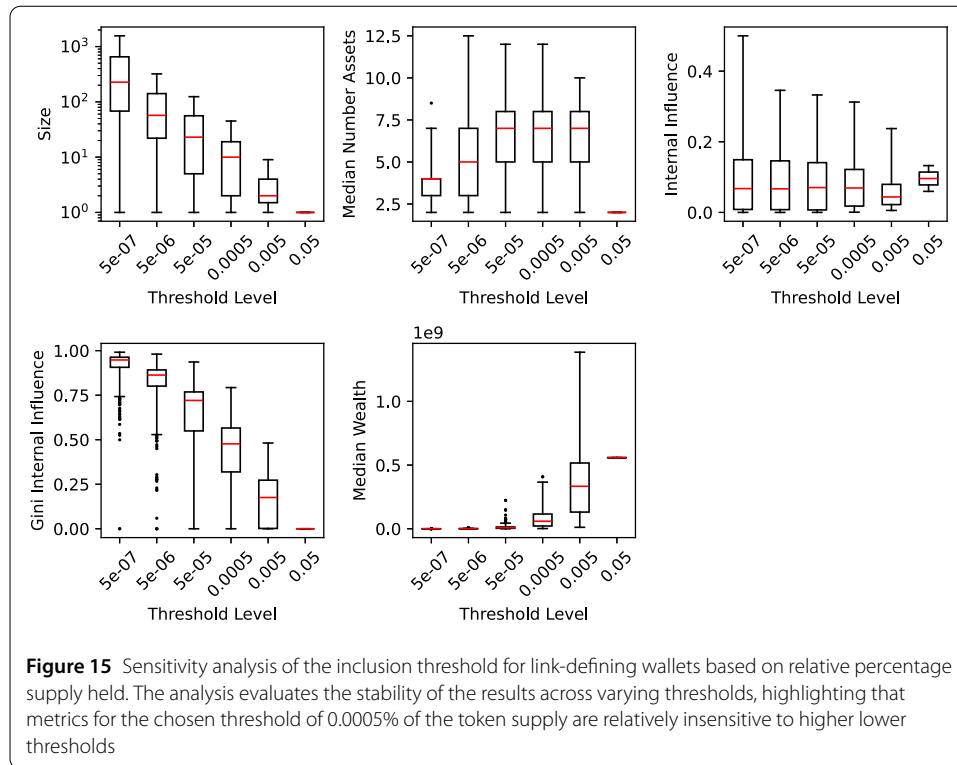 10³
10²
10¹
10⁰
Size
5e-07
5e-06
5e-05
0.0005
0.005
0.05
Threshold Level
12.5
10.0
7.5
5.0
2.5
Median Number Assets
5e-07
5e-06
5e-05
0.0005
0.005
0.05
Threshold Level
0.4
0.2
0.0
Internal Influence
5e-07
5e-06
5e-05
0.0005
0.005
0.05
Threshold Level
1.00
0.75
0.50
0.25
0.00
Gini Internal Influence
5e-07
5e-06
5e-05
0.0005
0.005
0.05
Threshold Level
1e9
1.0
0.5
0.0
Median Wealth
5e-07
5e-06
5e-05
0.0005
0.005
0.05
Threshold Level
Figure 15 Sensitivity analysis of the inclusion threshold for link-defining wallets based on relative percentage
supply held. The analysis evaluates the stability of the results across varying thresholds, highlighting that
metrics for the chosen threshold of 0.0005% of the token supply are relatively insensitive to higher lower
thresholds